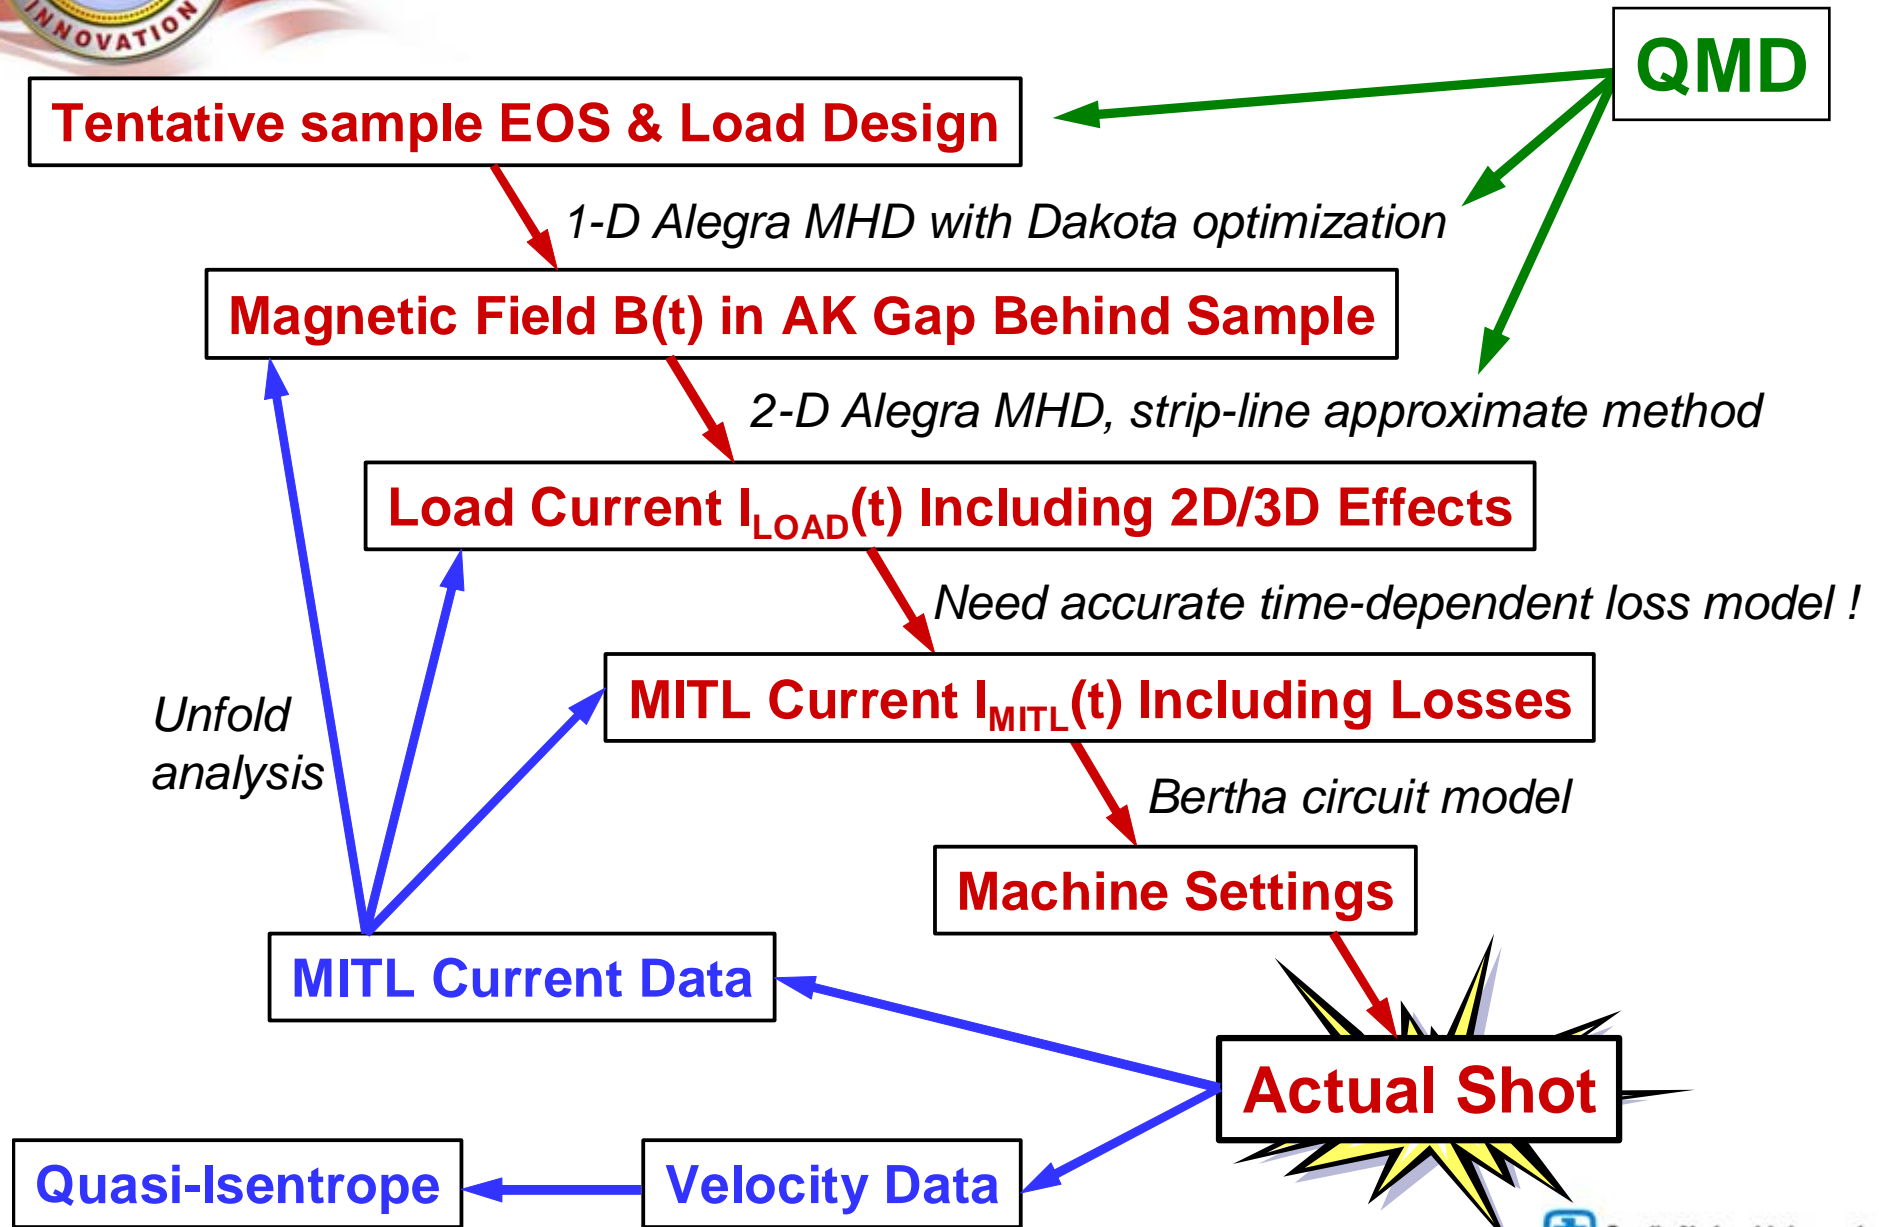 INNOVATION
QMD
Tentative sample EOS & Load Design
1-D Alegra MHD with Dakota optimization
Magnetic Field B(t) in AK Gap Behind Sample
2-D Alegra MHD, strip-line approximate method
Load Current I_LOAD(t) Including 2D/3D Effects
Need accurate time-dependent loss model !
MITL Current I_MITL(t) Including Losses
Unfold
analysis
Bertha circuit model
Machine Settings
MITL Current Data
Actual Shot
Quasi-Isentrope
Velocity Data